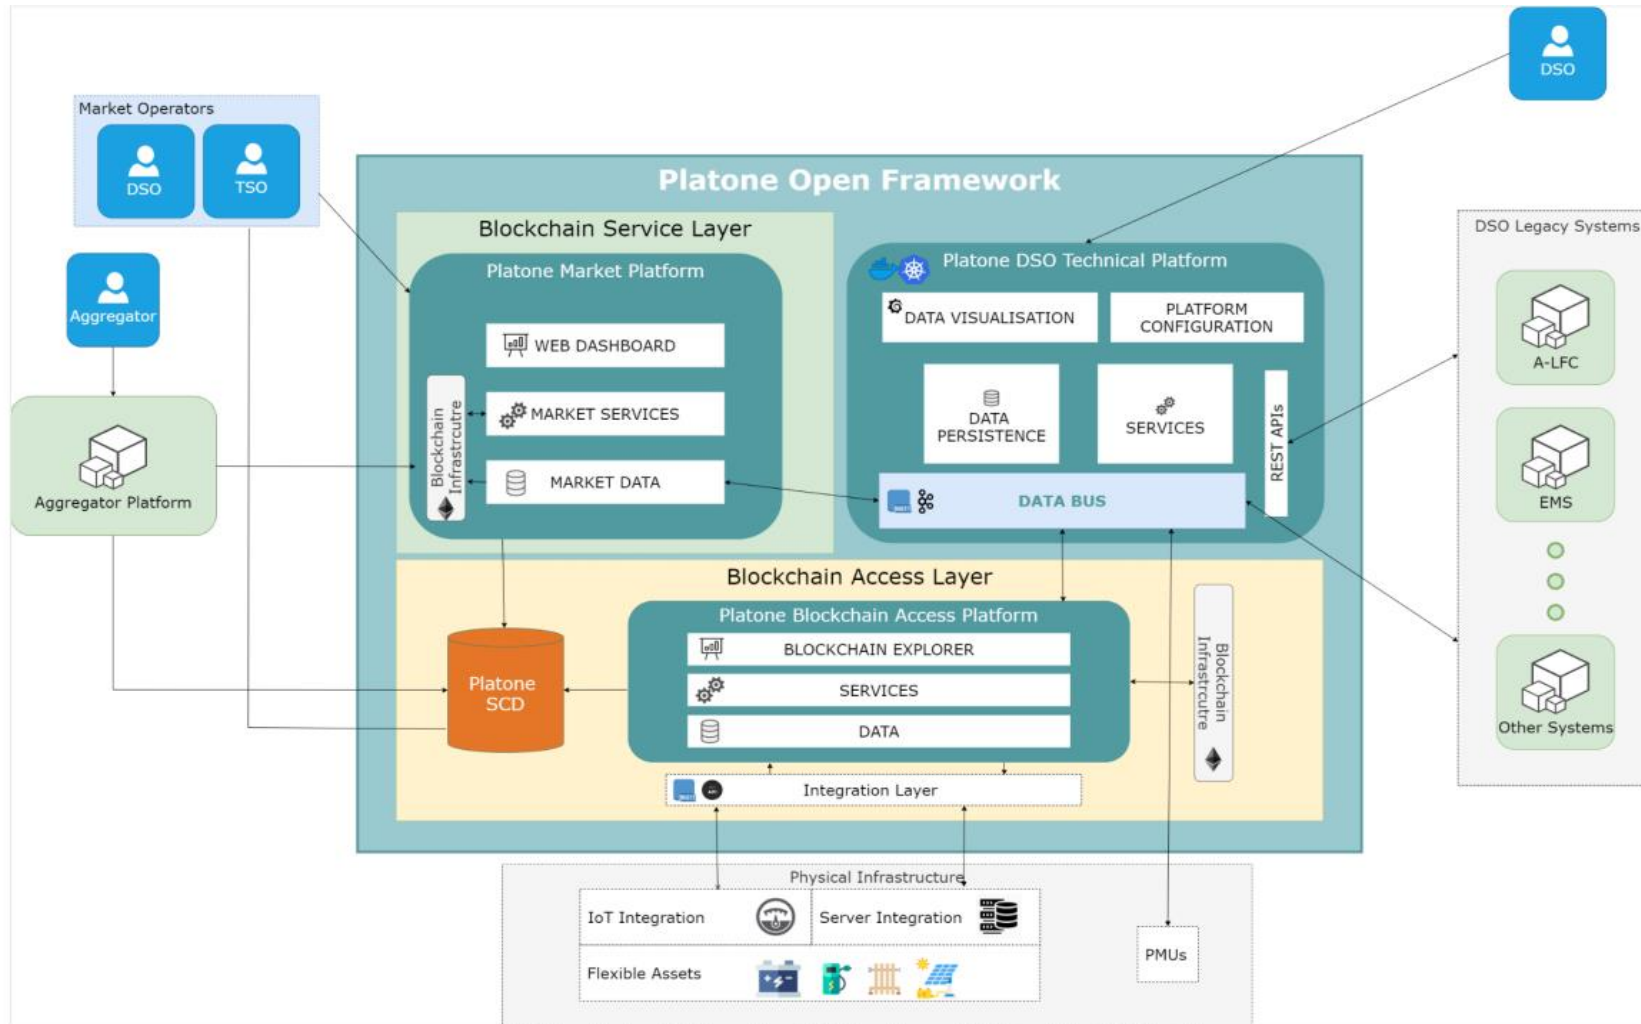 DSO
Market Operators
DSO
TSO
Platone Open Framework
Aggregator
Aggregator Platform
Blockchain Service Layer
Platone Market Platform
WEB DASHBOARD
MARKET SERVICES
MARKET DATA
Blockchain
Infrastrcutre
Platone DSO Technical Platform
DATA VISUALISATION
PLATFORM
CONFIGURATION
DATA
PERSISTENCE
SERVICES
REST APIs
DATA BUS
DSO Legacy Systems
A-LFC
EMS
Other Systems
Blockchain Access Layer
Platone Blockchain Access Platform
BLOCKCHAIN EXPLORER
SERVICES
DATA
Platone
SCD
Blockchain
Infrastrcutre
Integration Layer
Physical Infrastructure
IoT Integration
Server Integration
Flexible Assets
PMUs